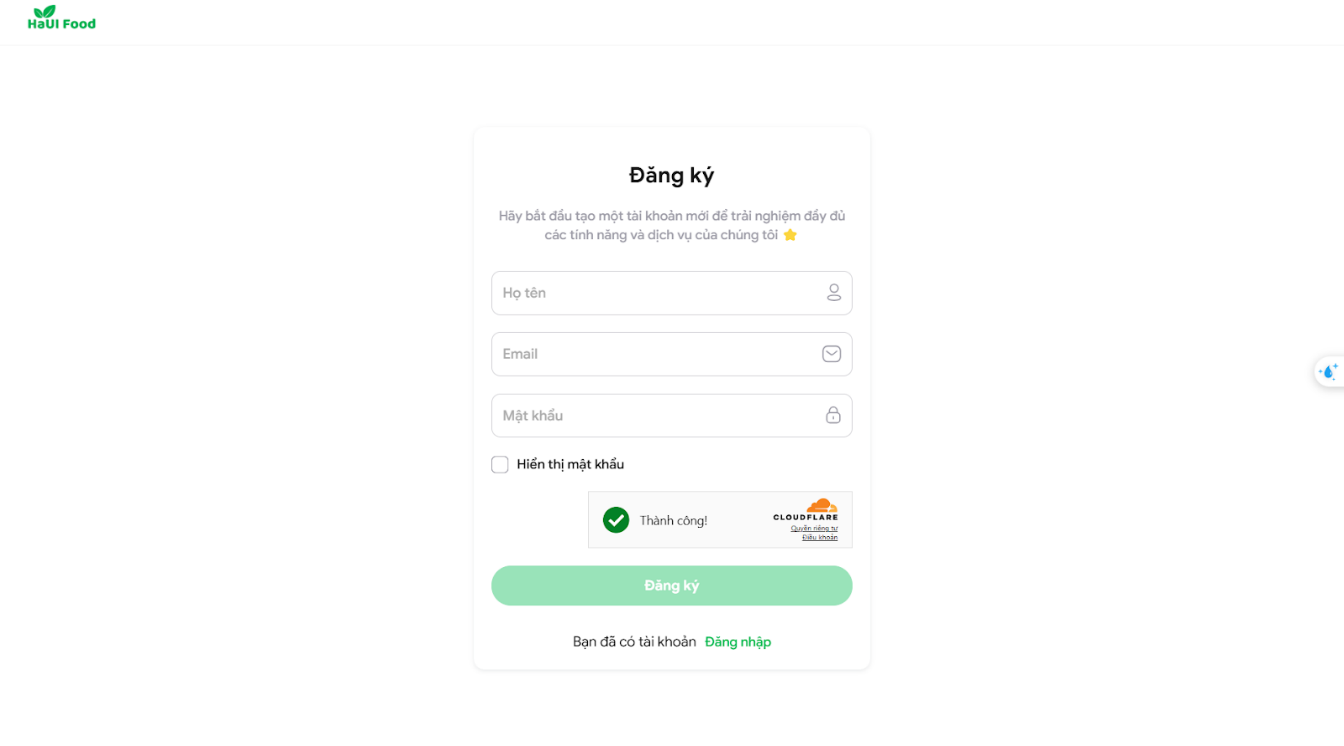 HaUI Food
Đăng ký
Hãy bắt đầu tạo một tài khoản mới để trải nghiệm đầy đủ
các tính năng và dịch vụ của chúng tôi ⭐
Họ tên
Email
Mật khẩu
Hiển thị mật khẩu
Thành công!
CLOUDFLARE
Quyền riêng tư
Điều khoản
Đăng ký
Bạn đã có tài khoản Đăng nhập